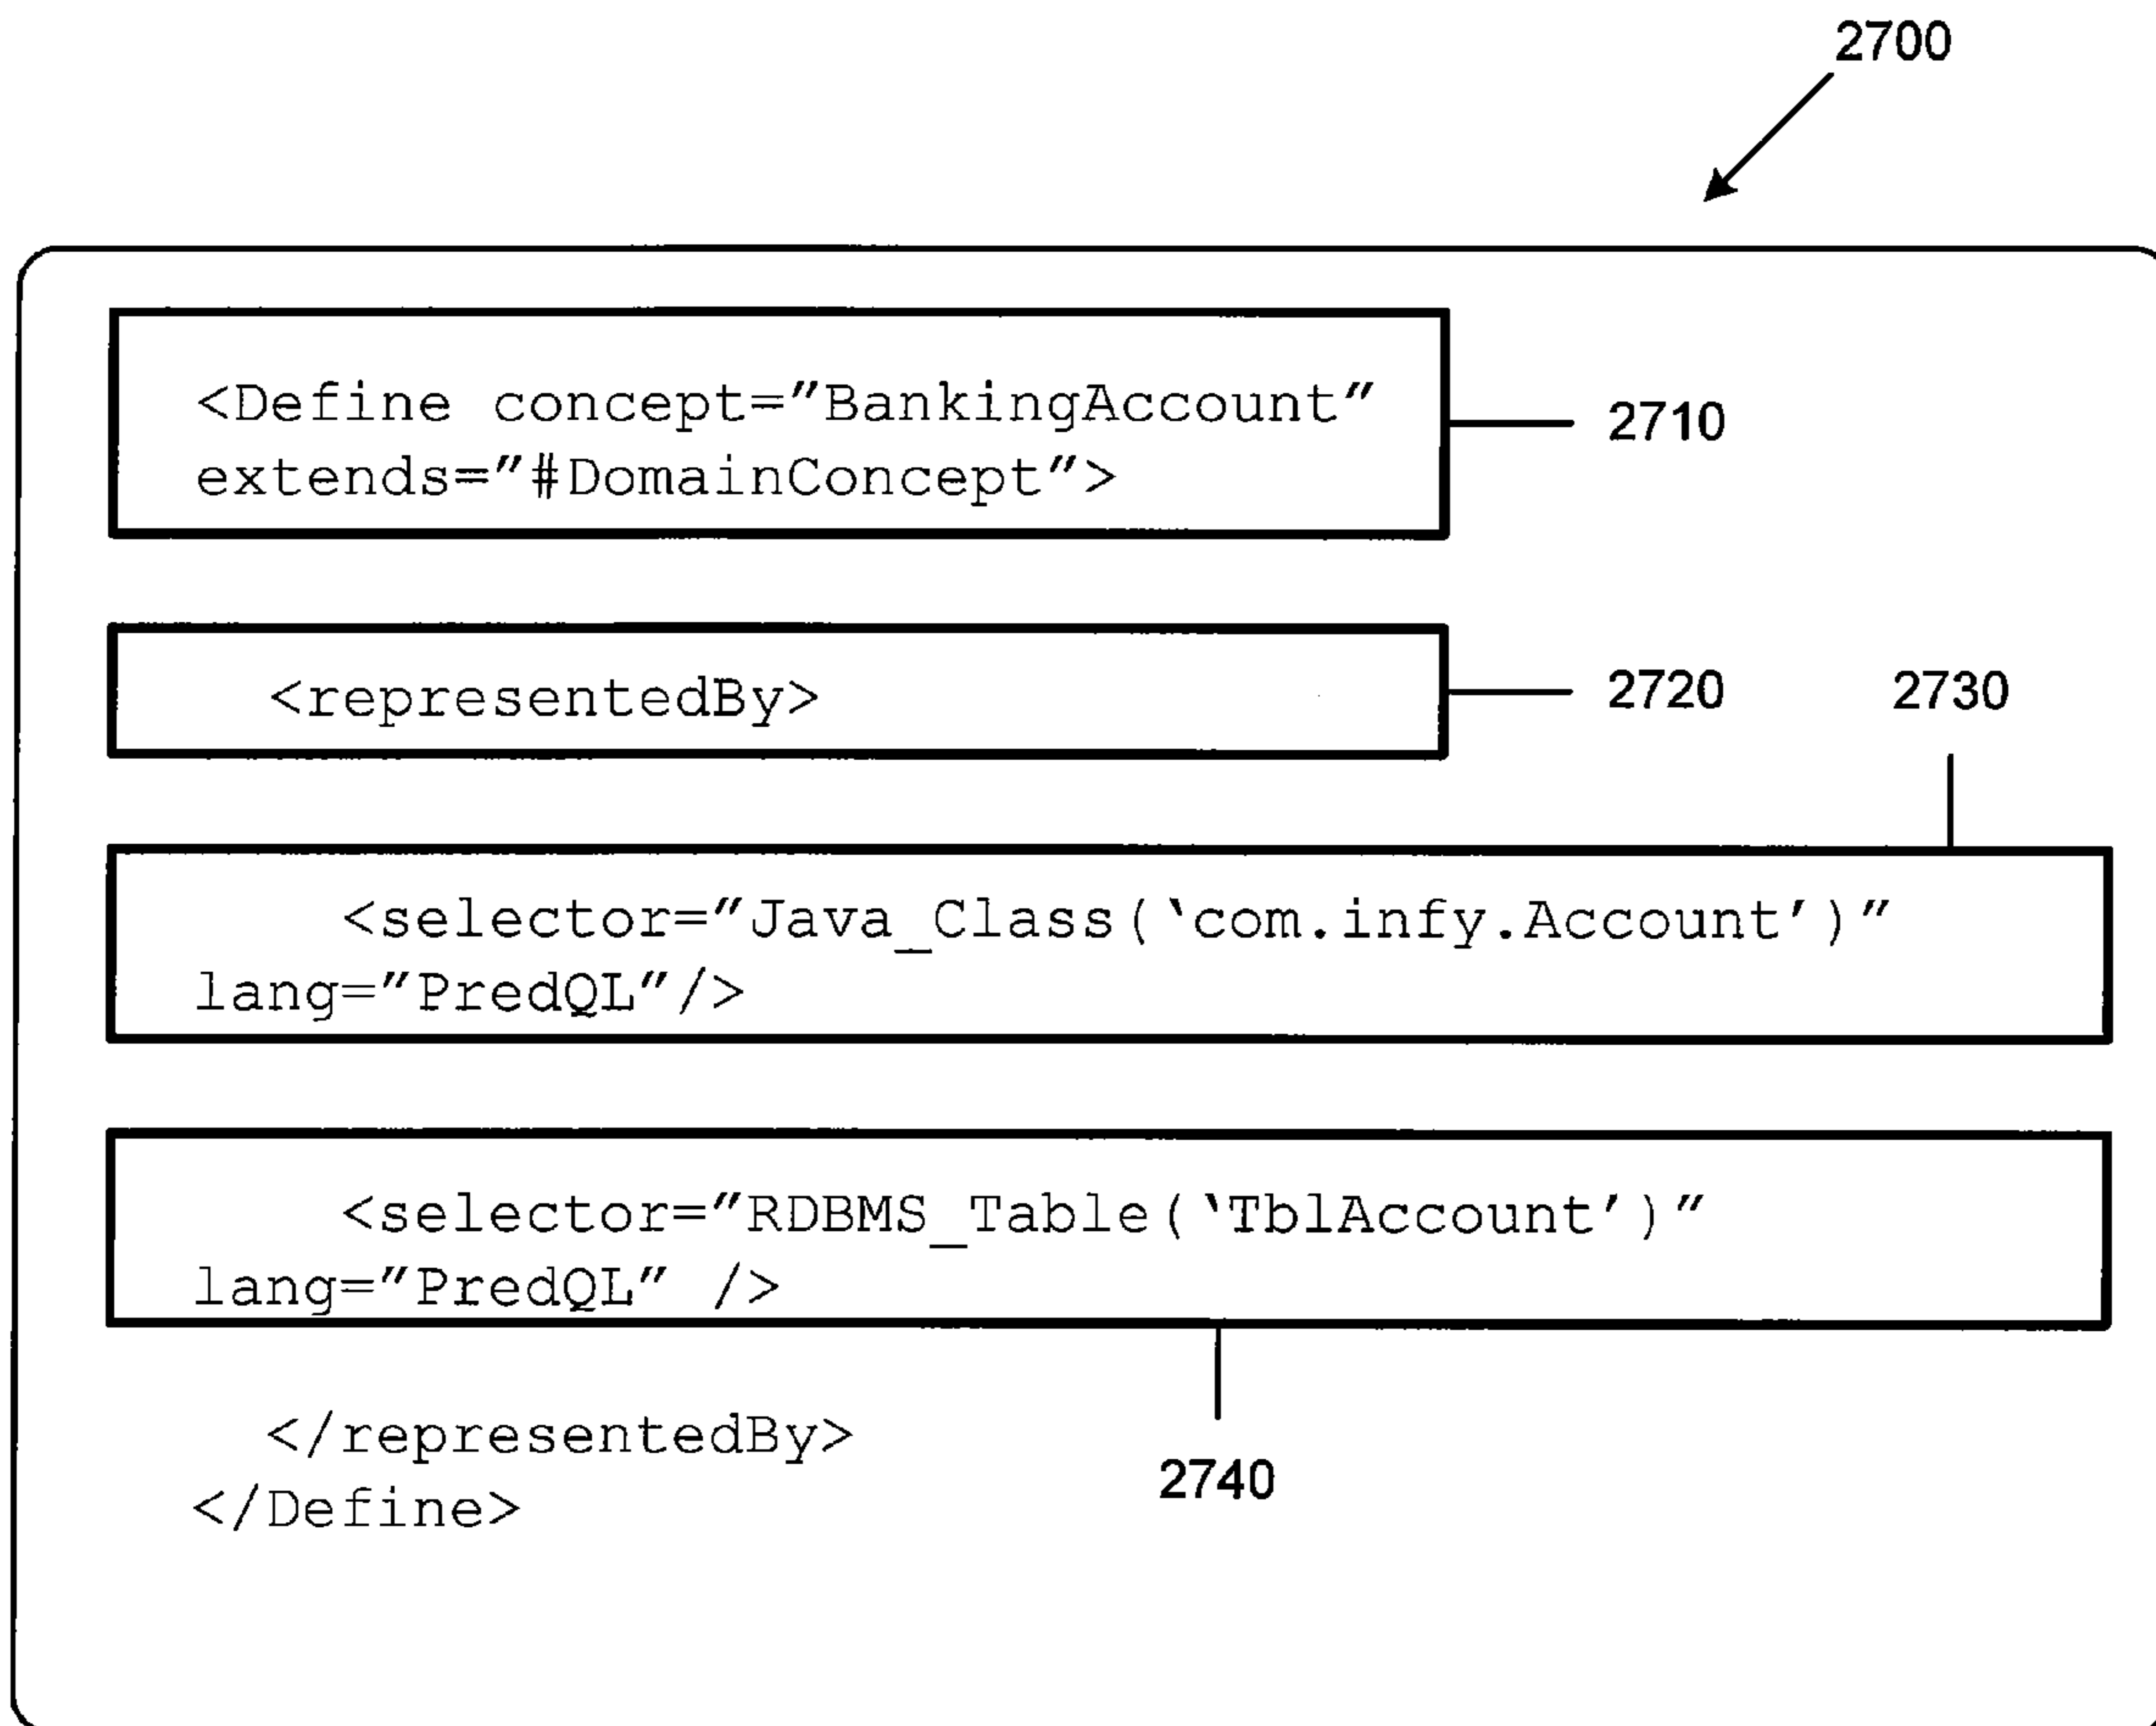 2700
<Define concept=”BankingAccount”
extends=”#DomainConcept”>
2710
<representedBy>
2720
2730
<selector=”Java_Class(‘com.infy.Account’)”
lang=”PredQL”/>
<selector=”RDBMS_Table(‘TblAccount’)”
lang=”PredQL” />
</representedBy>
2740
</Define>